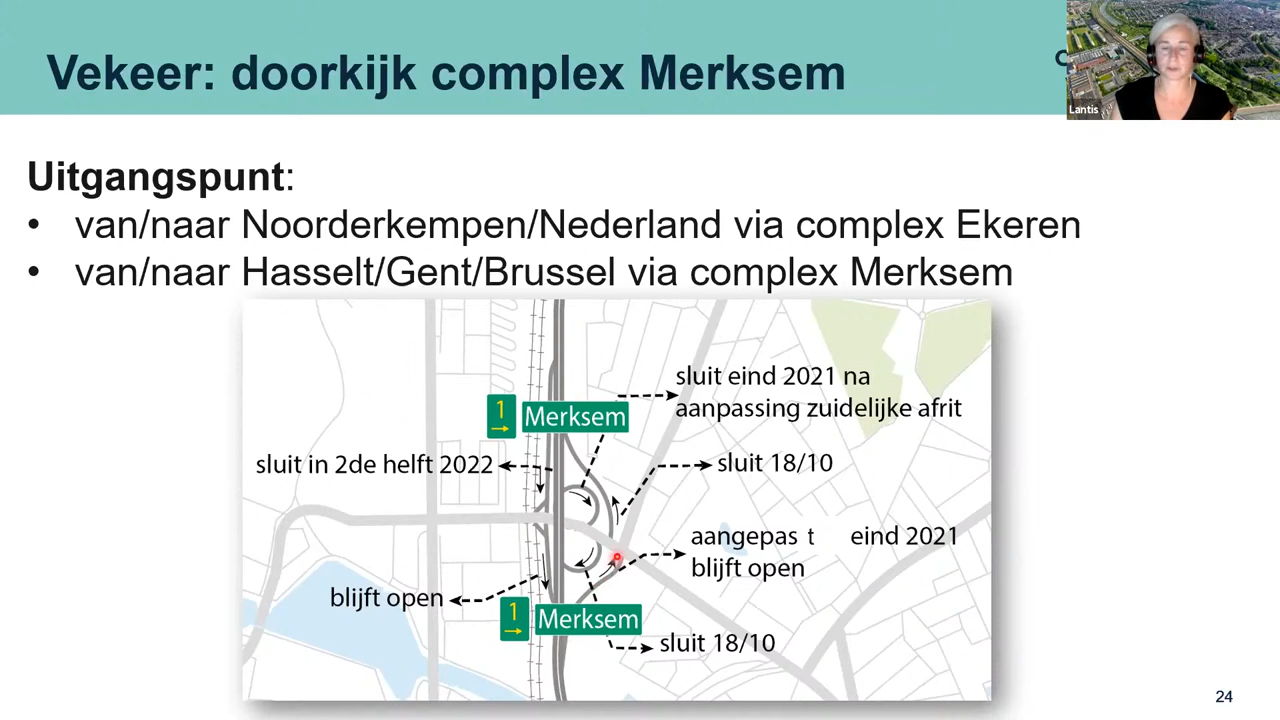 Vekeer: doorkijk complex Merksem
Lantis
Uitgangspunt:
• van/naar Noorderkempen/Nederland via complex Ekeren
• van/naar Hasselt/Gent/Brussel via complex Merksem
sluit eind 2021 na
aanpassing zuidelijke afrit
1 Merksem
sluit in 2de helft 2022
sluit 18/10
aangepas t eind 2021
blijft open
blijft open
1 Merksem
sluit 18/10
24